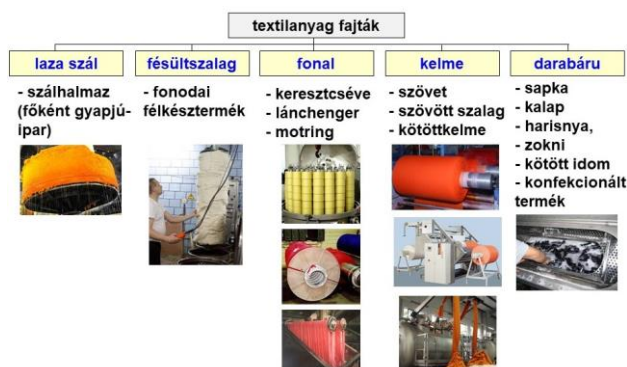 textilanyag fajták
laza szál
- szálhalmaz
(főként gyapjú-
ipar)
fésültszalag
- fonodai
félkésztermék
fonal
- keresztcséve
- lánchenger
- motring
kelme
- szövet
- szövött szalag
- kötöttkelme
darabáru
- sapka
- kalap
- harisnya,
- zokni
- kötött idom
- konfekcionált
termék